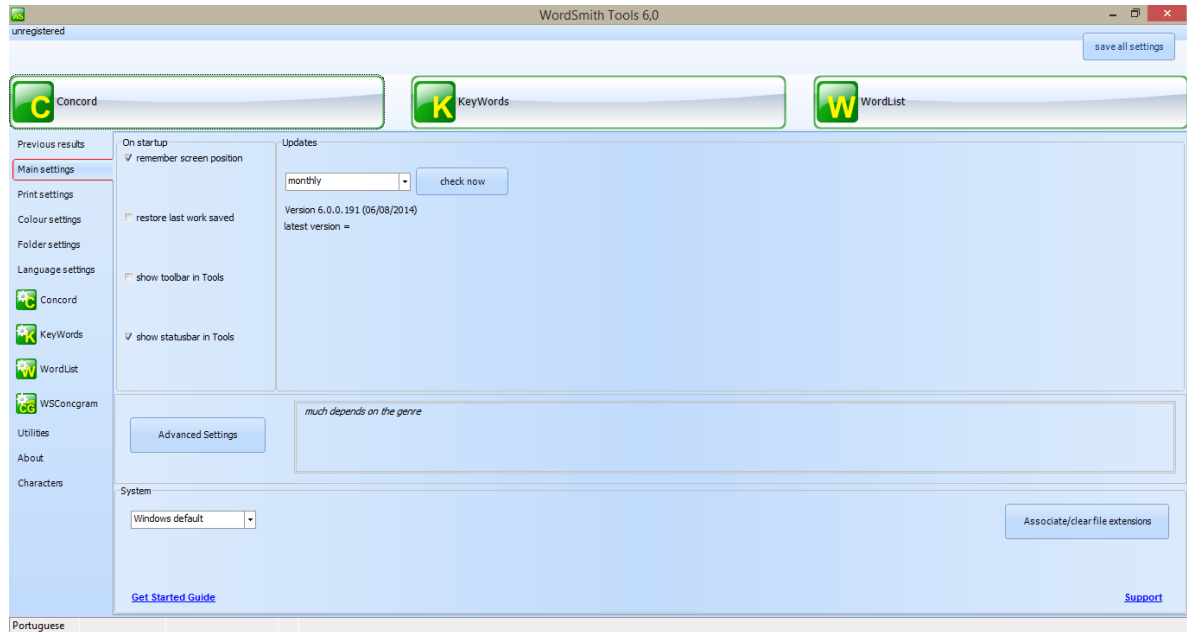 WS
WordSmith Tools 6,0
unregistered
save all settings
C Concord
K KeyWords
W WordList
Previous results
Main settings
Print settings
Colour settings
Folder settings
Language settings
C Concord
K KeyWords
W WordList
CG WSConcgram
Utilities
About
Characters
On startup
remember screen position
restore last work saved
show toolbar in Tools
show statusbar in Tools
Updates
monthly
check now
Version 6.0.0.191 (06/08/2014)
latest version =
Advanced Settings
much depends on the genre
System
Windows default
Associate/clear file extensions
Get Started Guide
Support
Portuguese